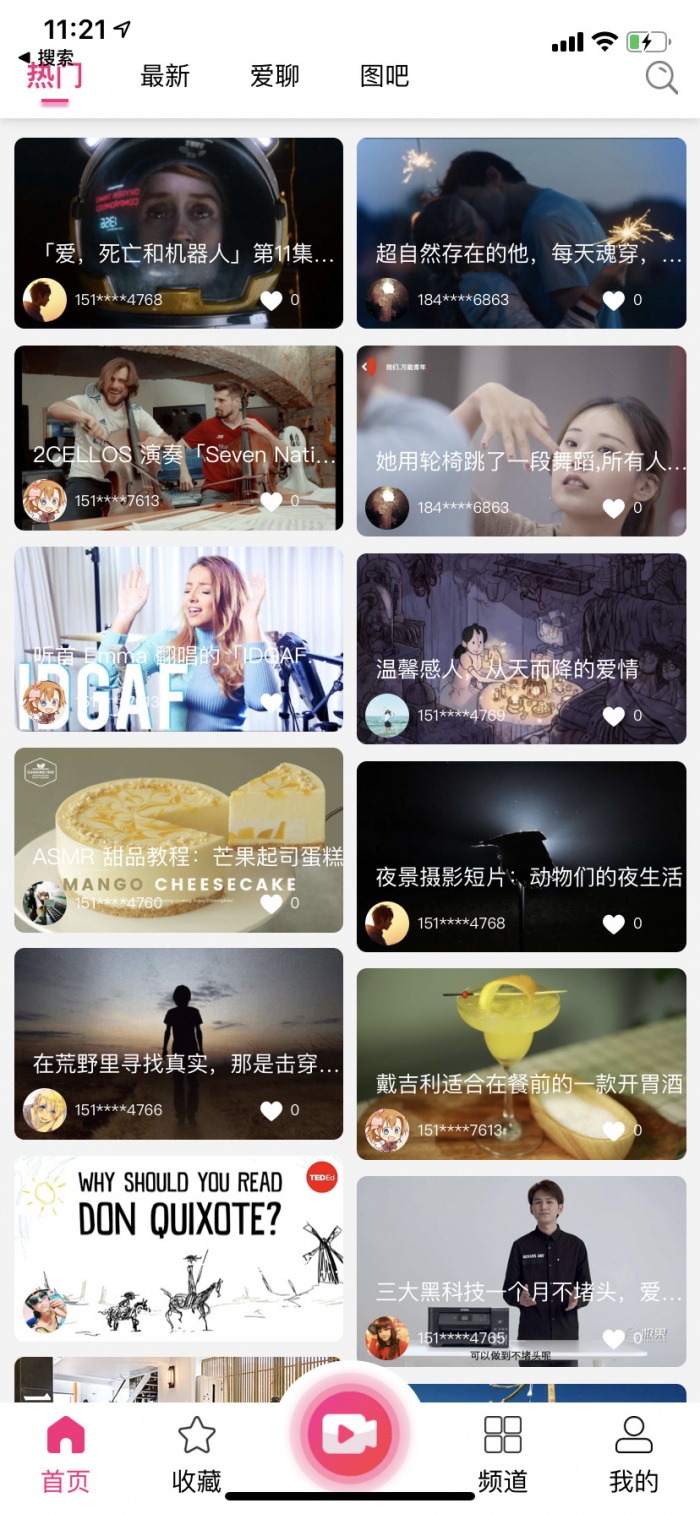 11:21
搜索
热门
最新
爱聊
图吧
「爱，死亡和机器人」第11集...
151****4768
0
超自然存在的他，每天魂穿，...
184****6863
0
2CELLOS 演奏「Seven Nati...
151****7613
0
我们.万能青年
她用轮椅跳了一段舞蹈,所有人...
184****6863
0
听首 Emma 翻唱的「IDGAF.
IDGAF
温馨感人，从天而降的爱情
151****4769
0
ASMR 甜品教程：芒果起司蛋糕
MANGO CHEESECAKE
151****4760
0
夜景摄影短片：动物们的夜生活
151****4768
0
在荒野里寻找真实，那是击穿...
151****4766
0
戴吉利适合在餐前的一款开胃酒
151****7613
0
WHY SHOULD YOU READ
DON QUIXOTE?
TEDEd
三大黑科技一个月不堵头，爱...
151****4765
0
可以做到不堵头呢
首页
收藏
频道
我的